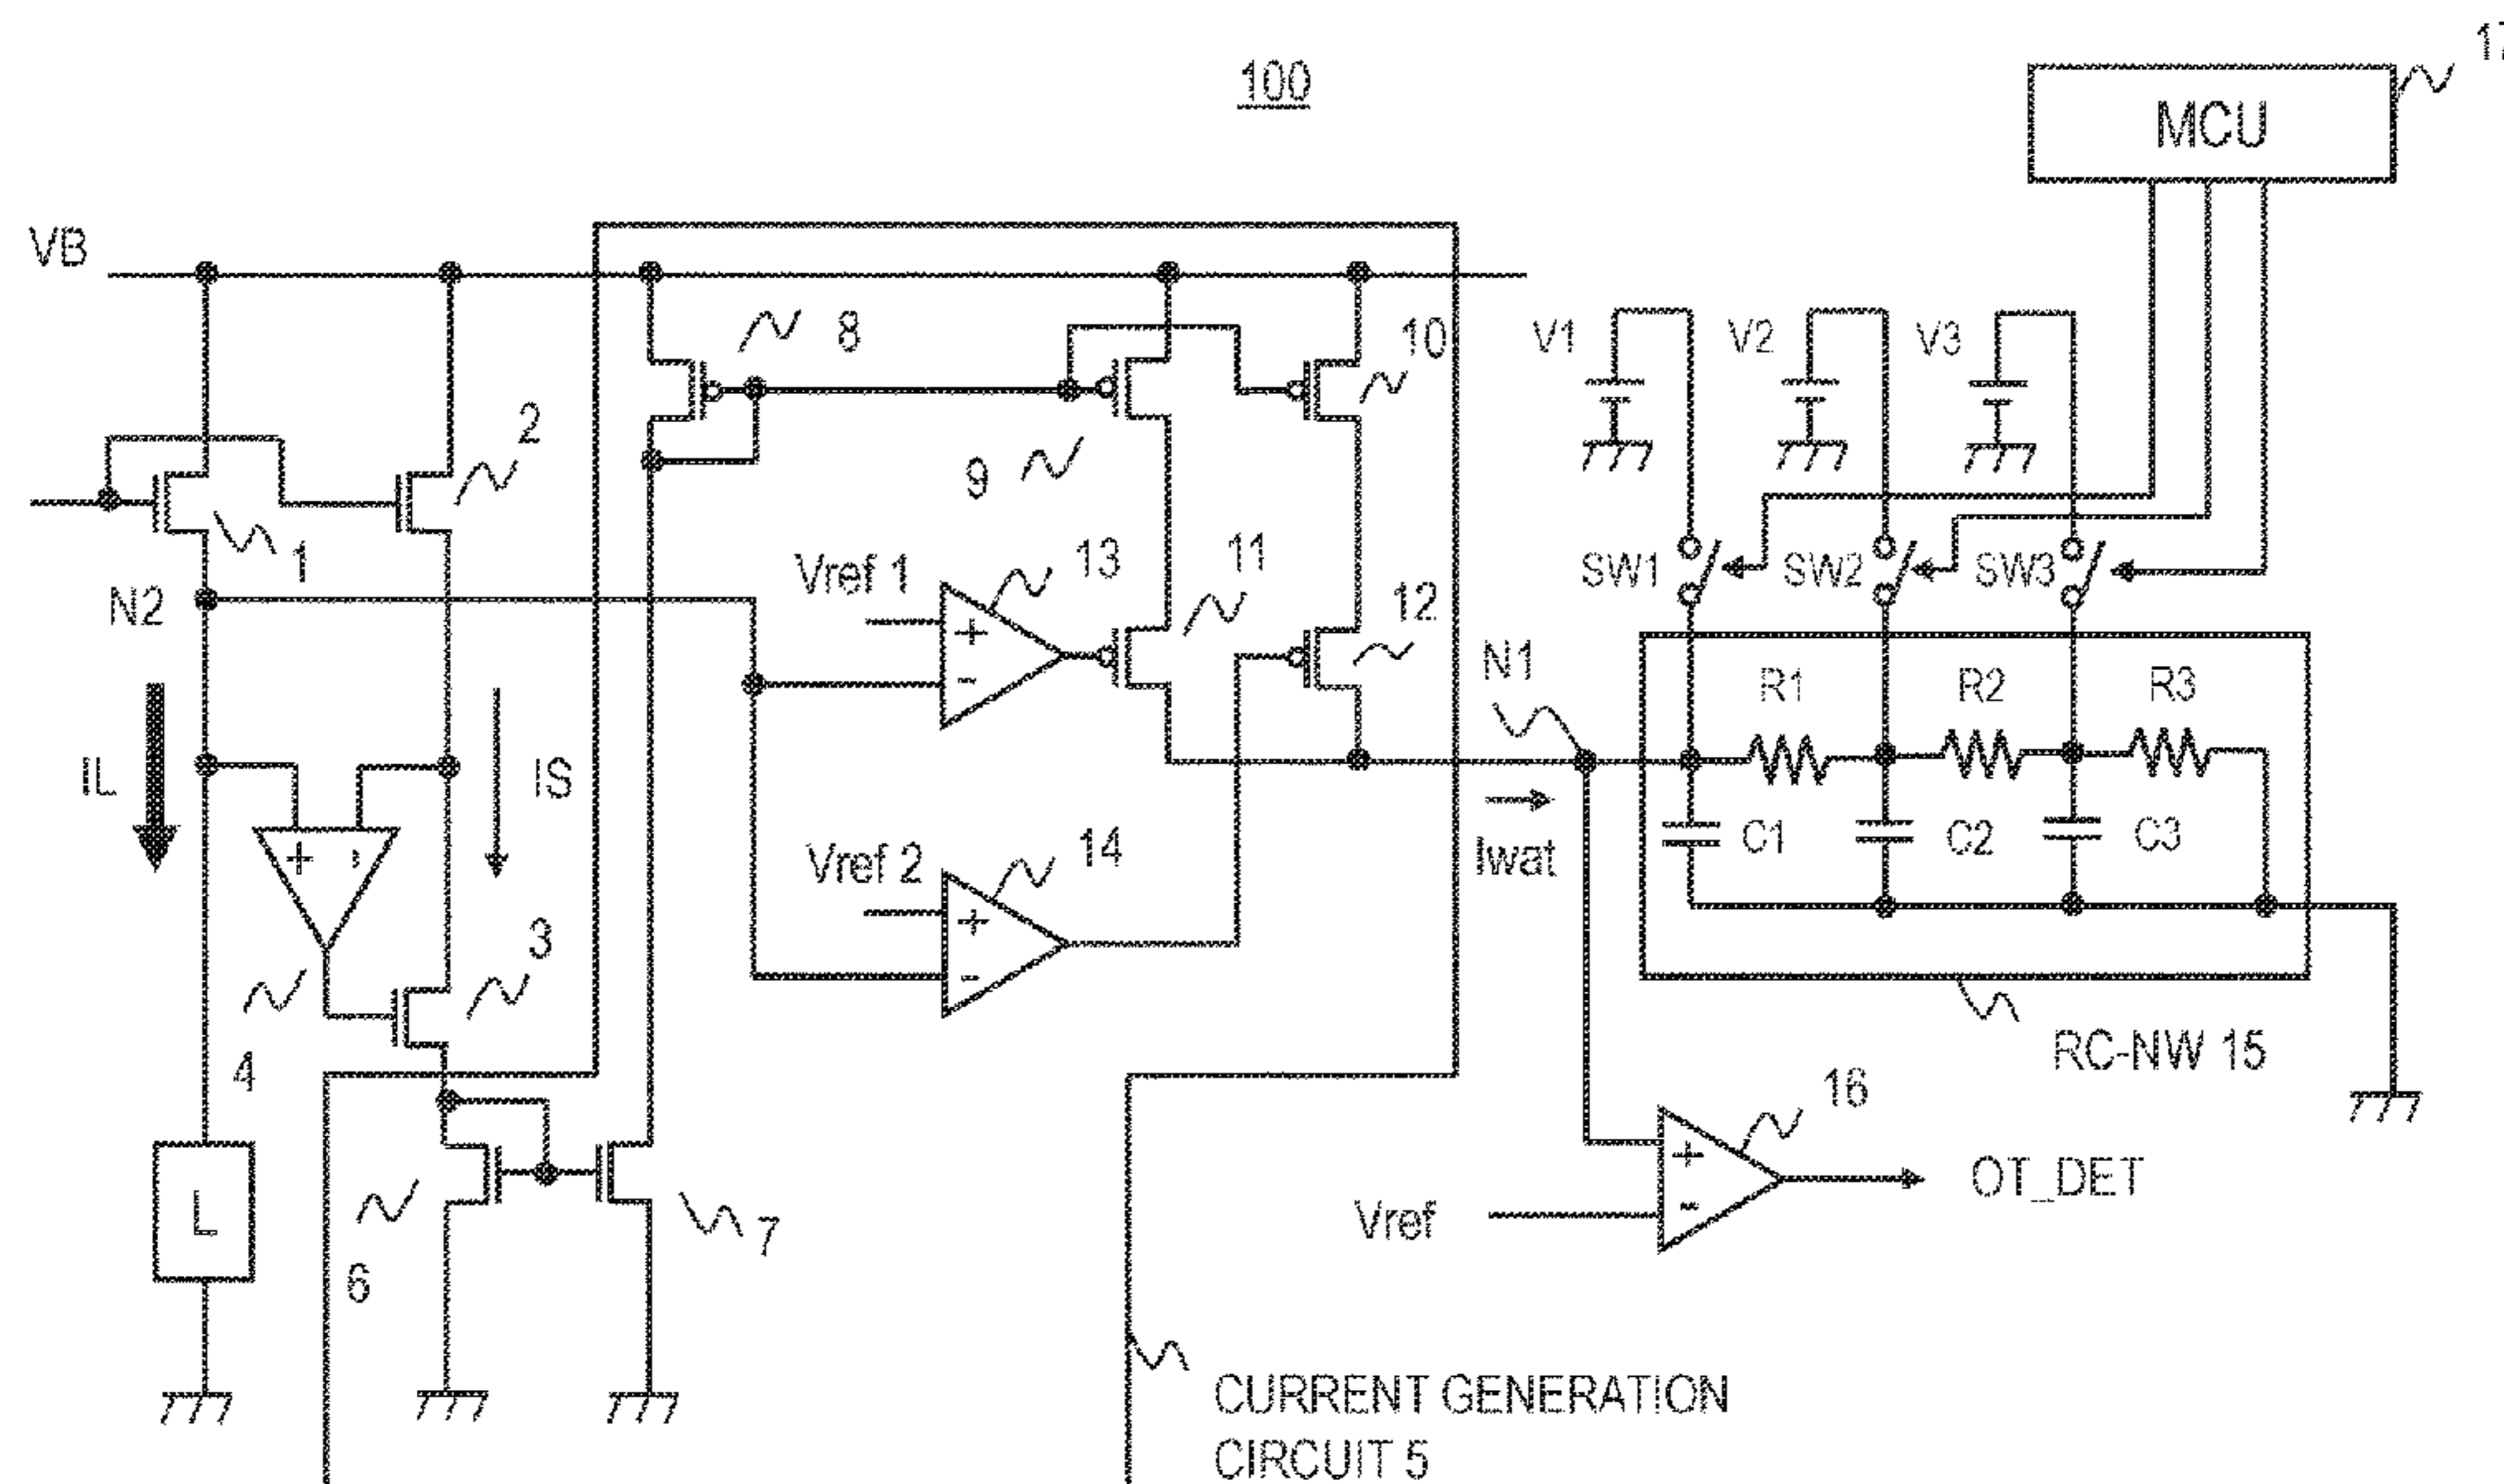 17
100
MCU
VB
8
10
V1
V2
V3
2
9
1
Vref 1
13
11
SW1
SW2
SW3
N2
12
+
-
N1
R1
R2
R3
IL
IS
Vref 2
14
Iwat
C1
C2
C3
+
+
-
3
4
RC-NW 15
16
+
-
L
Vref
OT_DET
6
7
CURRENT GENERATION
CIRCUIT 5